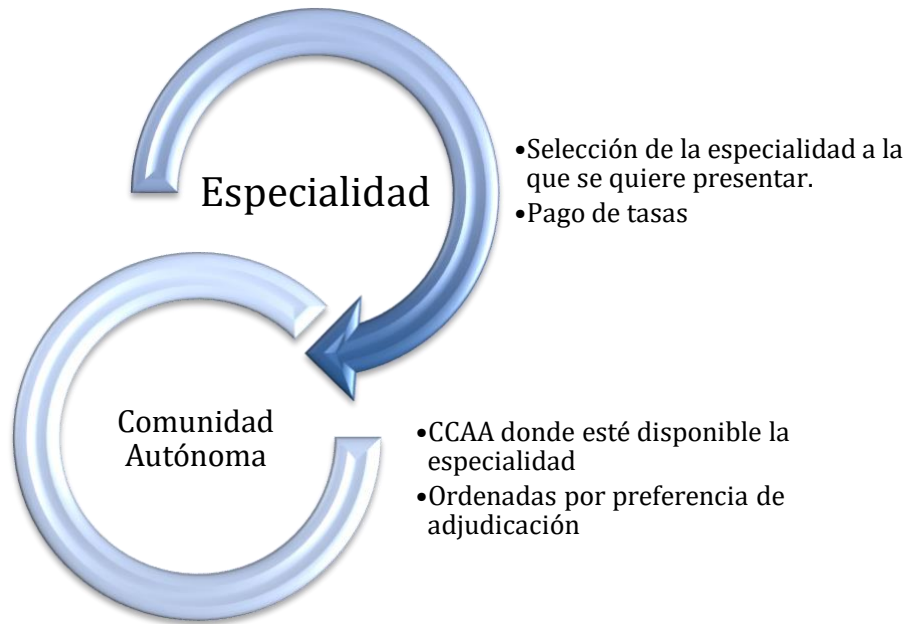 Especialidad
•Selección de la especialidad a la
que se quiere presentar.
•Pago de tasas
Comunidad
Autónoma
•CCAA donde esté disponible la
especialidad
•Ordenadas por preferencia de
adjudicación